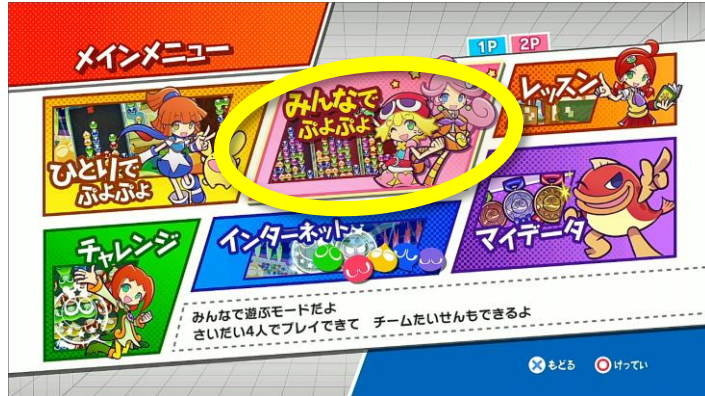 メインメニュー
1P 2P
ひとりで
ぷよぷよ
みんなで
ぷよぷよ
レッスン
チャレンジ
インターネット
マイデータ
みんなで遊ぶモードだよ
さいだい4人でプレイできて チームたいせんもできるよ
もどる けってい